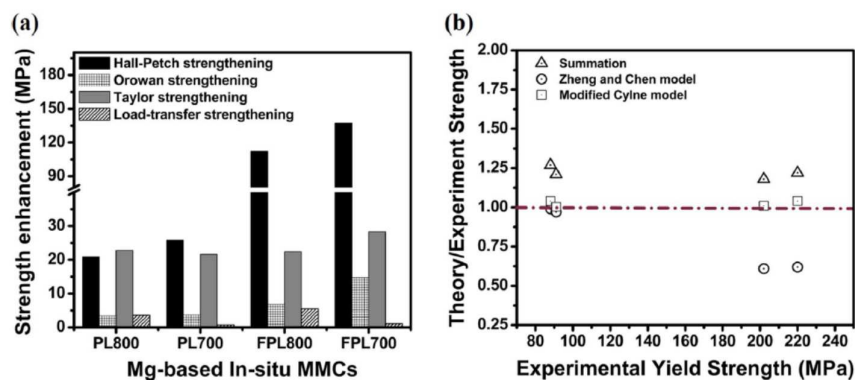 (a)
Strength enhancement (MPa)
150
120
90
30
20
10
0
Hall-Petch strengthening
Orowan strengthening
Taylor strengthening
Load-transfer strengthening
PL800 PL700 FPL800 FPL700
Mg-based In-situ MMCs
(b)
Theory/Experiment Strength
2.00
1.75
1.50
1.25
1.00
0.75
0.50
0.25
Summation
Zheng and Chen model
Modified Cylne model
80 100 120 140 160 180 200 220 240
Experimental Yield Strength (MPa)